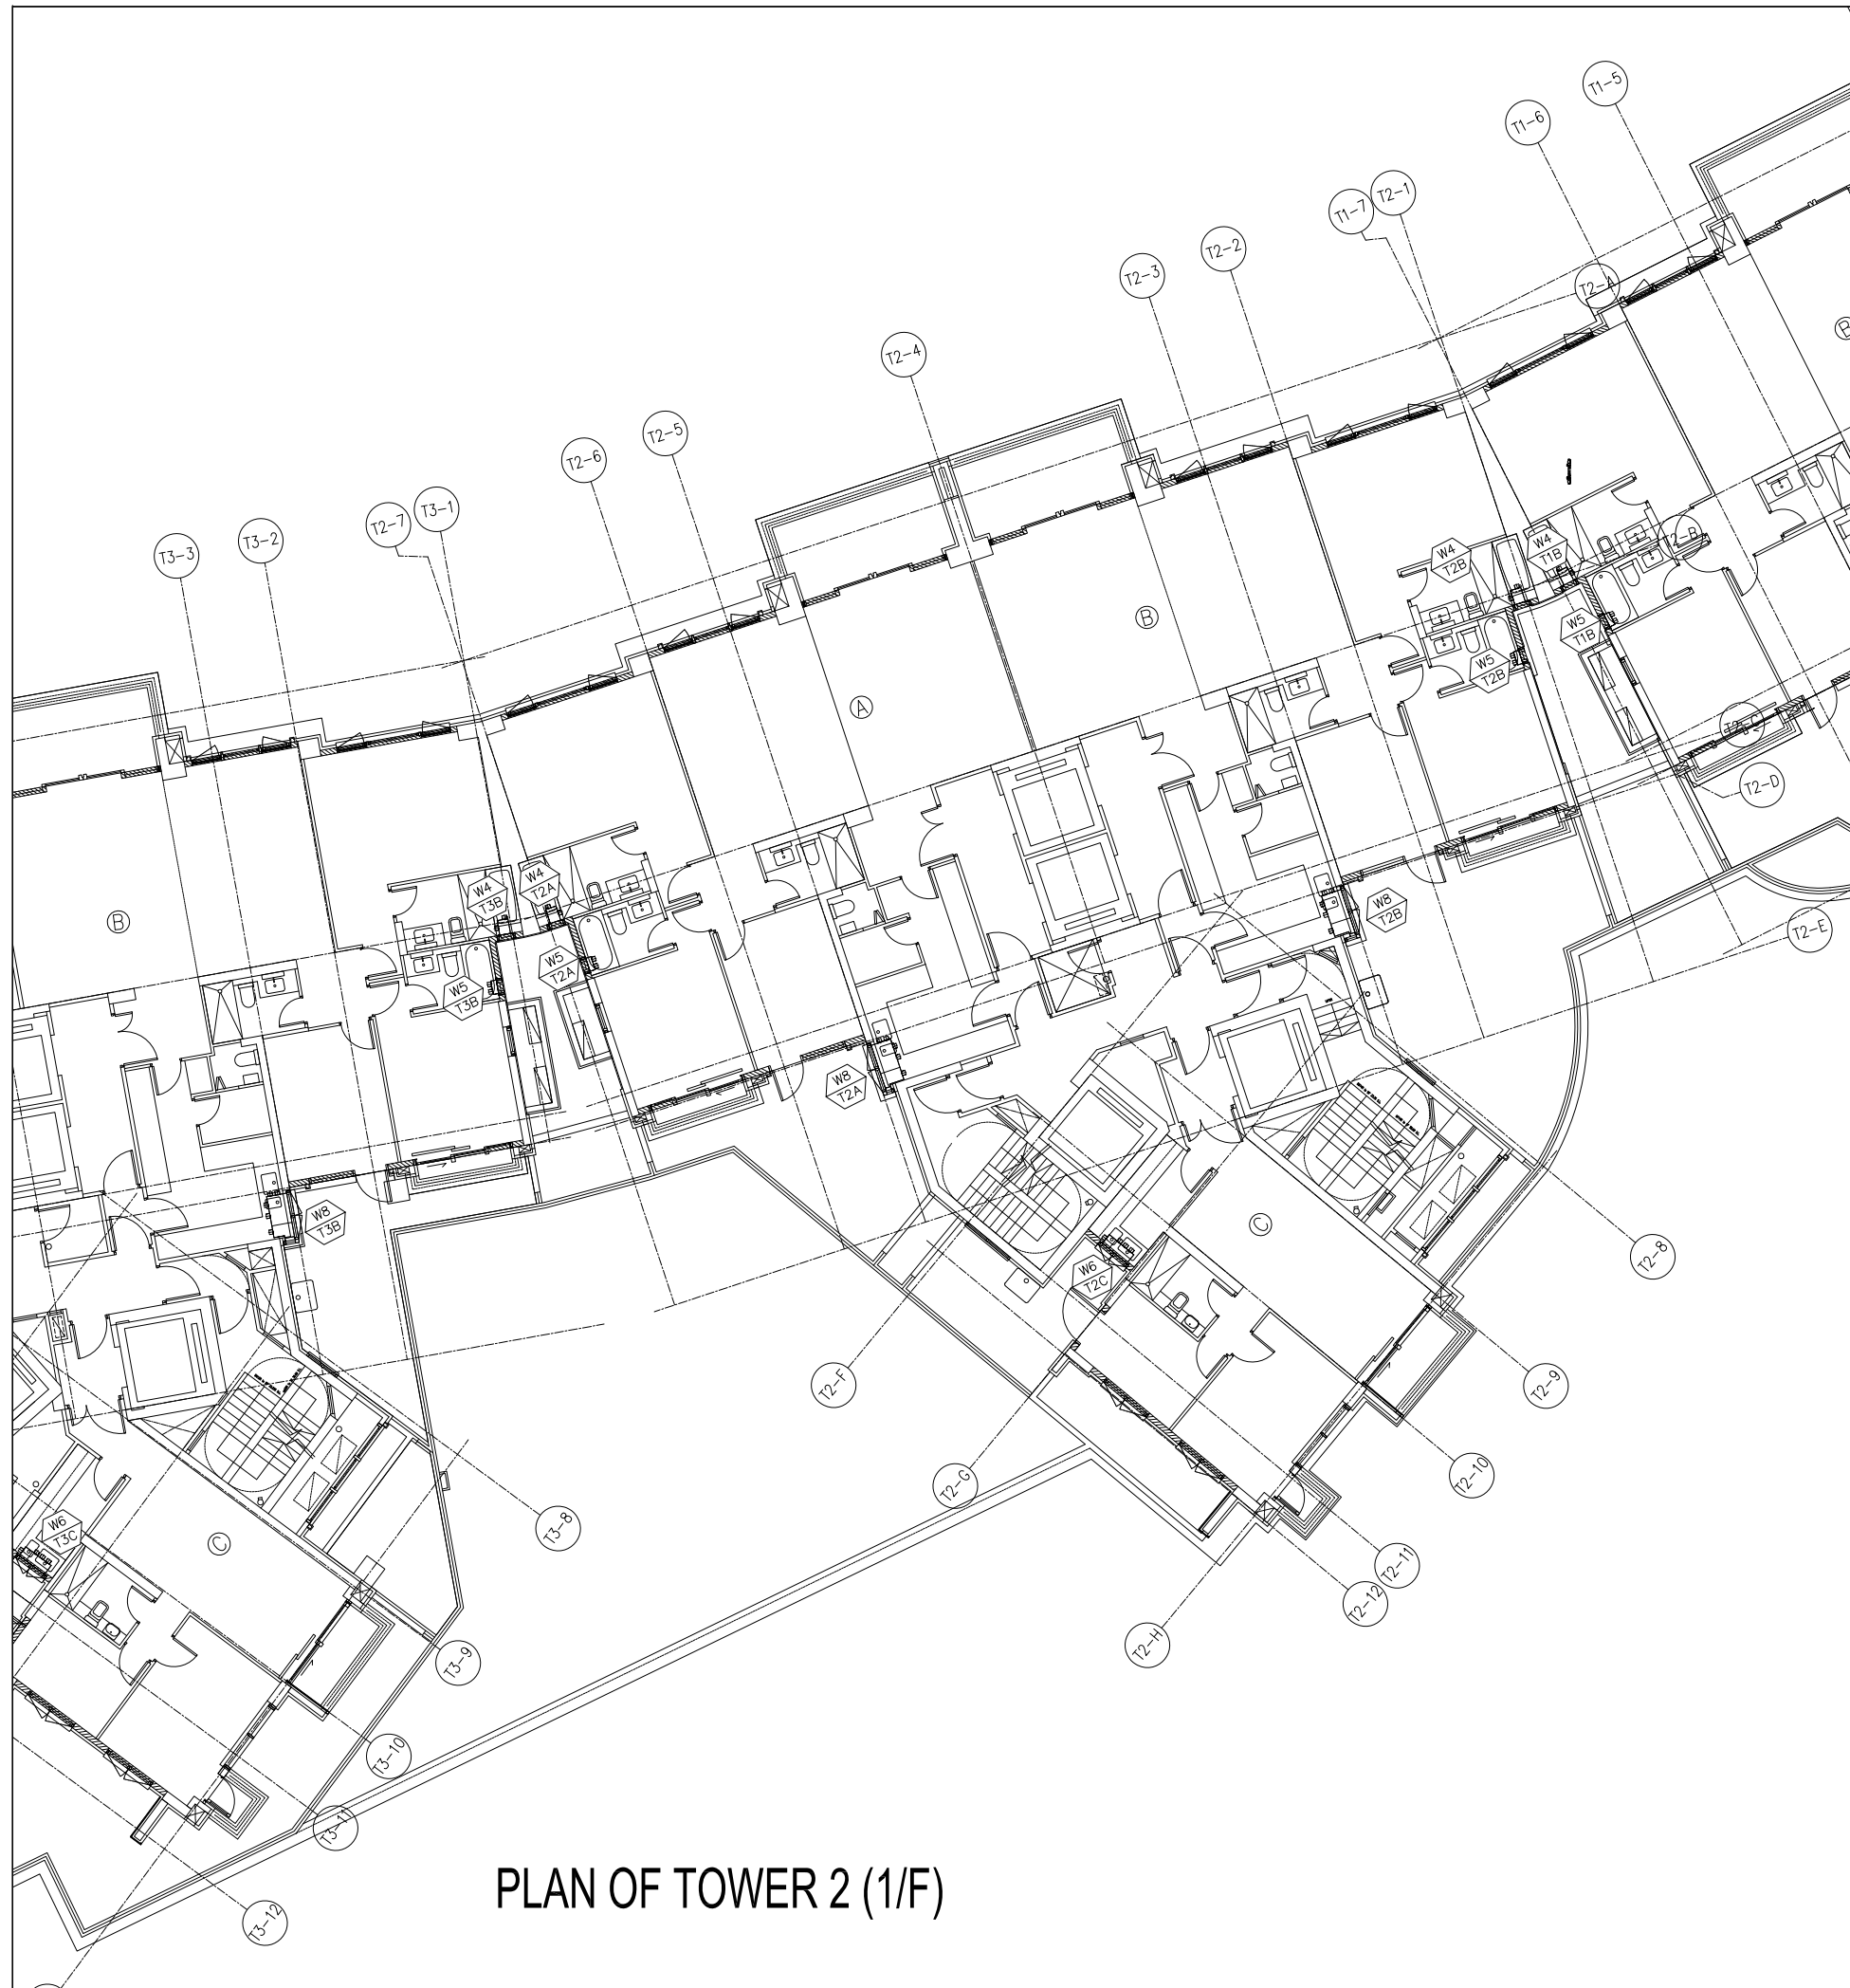 T1-5
T1-6
T2-1
T1-7
T2-2
T2-3
T2-A
T2-4
T2-5
T2-6
T3-1
T2-7
T3-2
T3-3
B
B
A
B
W4
T2B
W4
T1B
T2-B
W5
T1B
W5
T2B
T2-C
T2-D
W4
T3B
W4
T2A
W5
T2A
W5
T3B
W8
T2B
T2-E
W8
T2A
W8
T3B
C
W6
T2C
T2-8
T2-F
T2-9
T2-G
T2-10
T3-8
W6
T3C
C
T2-11
T2-12
T2-H
T3-9
T3-10
T3-11
T3-12
PLAN OF TOWER 2 (1/F)